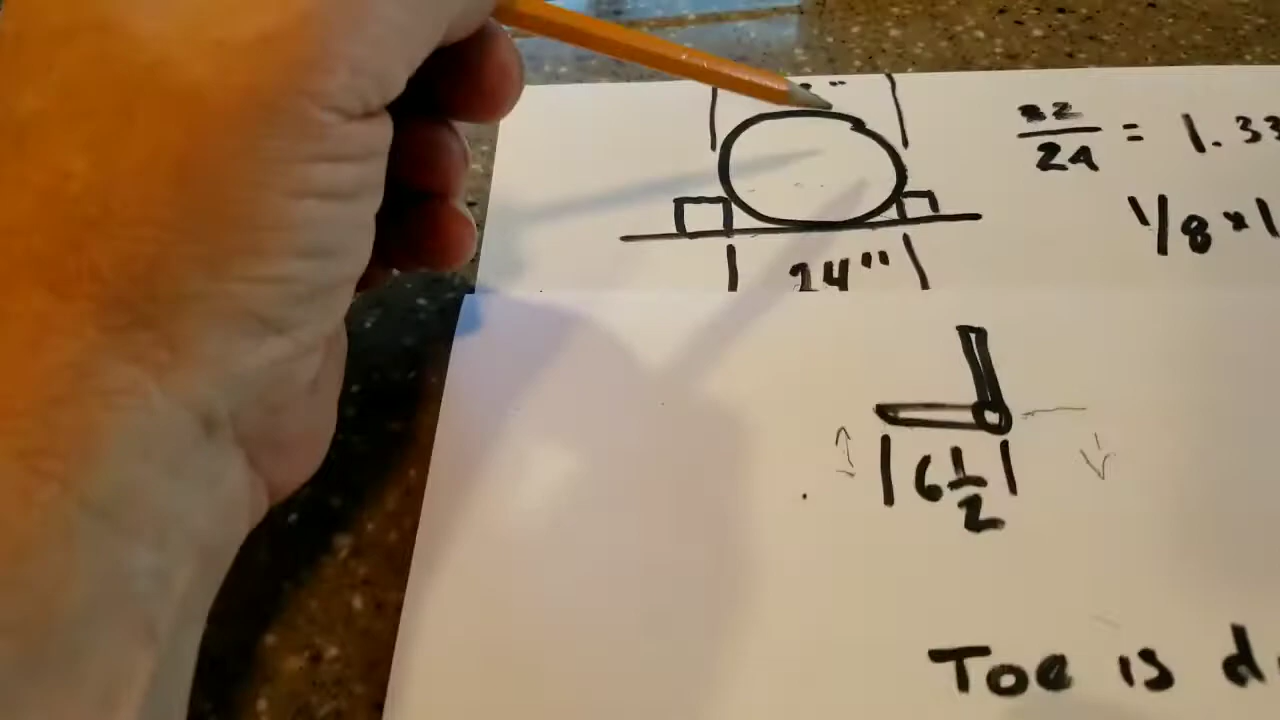 32
24 = 1.33
1/8 x 1
24"
6 1/2
Toe is